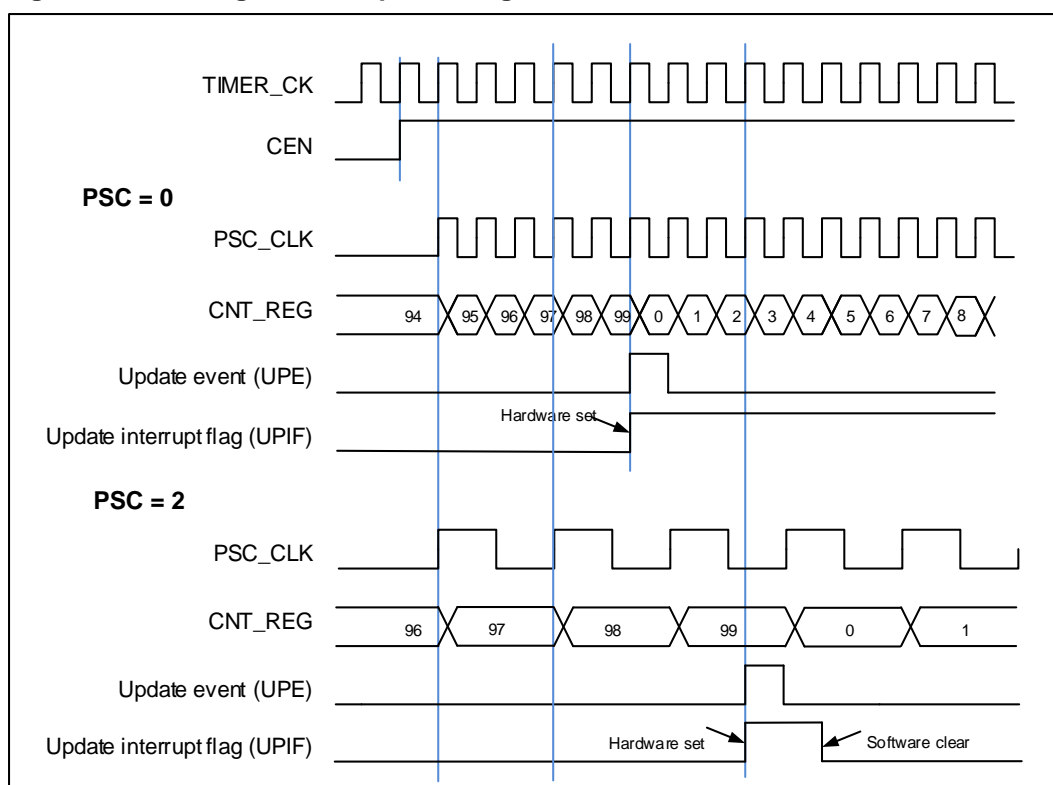 TIMER_CK
CEN
PSC = 0
PSC_CLK
CNT_REG 94 95 96 97 98 99 0 1 2 3 4 5 6 7 8
Update event (UPE)
Hardware set
Update interrupt flag (UPIF)
PSC = 2
PSC_CLK
CNT_REG 96 97 98 99 0 1
Update event (UPE)
Update interrupt flag (UPIF) Hardware set Software clear